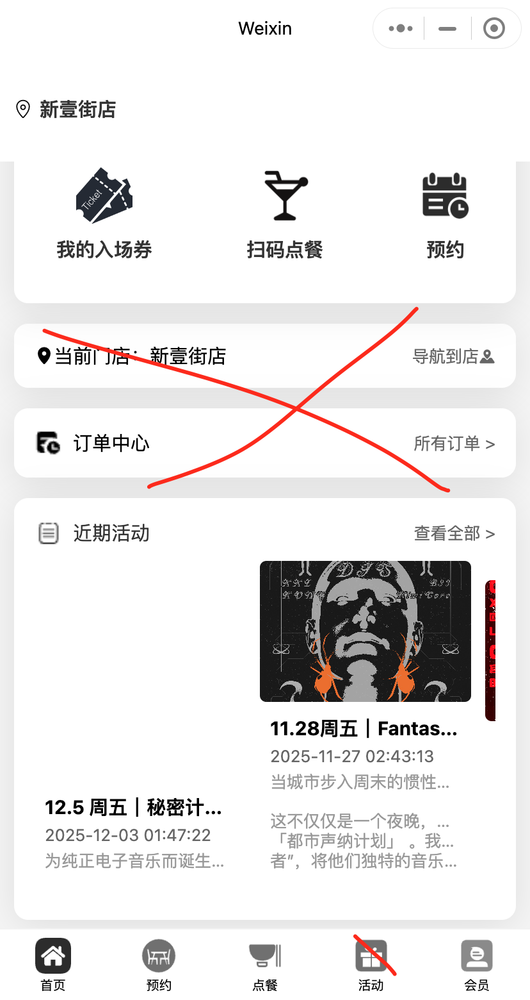 Weixin
新壹街店
Ticket
我的入场券
扫码点餐
预约
当前门店：新壹街店
导航到店
订单中心
所有订单 >
近期活动
查看全部 >
DJS
11.28周五｜Fantas...
2025-11-27 02:43:13
当城市步入周末的惯性...
这不仅仅是一个夜晚，...
「都市声纳计划」 。我...
者”，将他们独特的音乐...
12.5 周五｜秘密计...
2025-12-03 01:47:22
为纯正电子音乐而诞生...
首页
预约
点餐
活动
会员